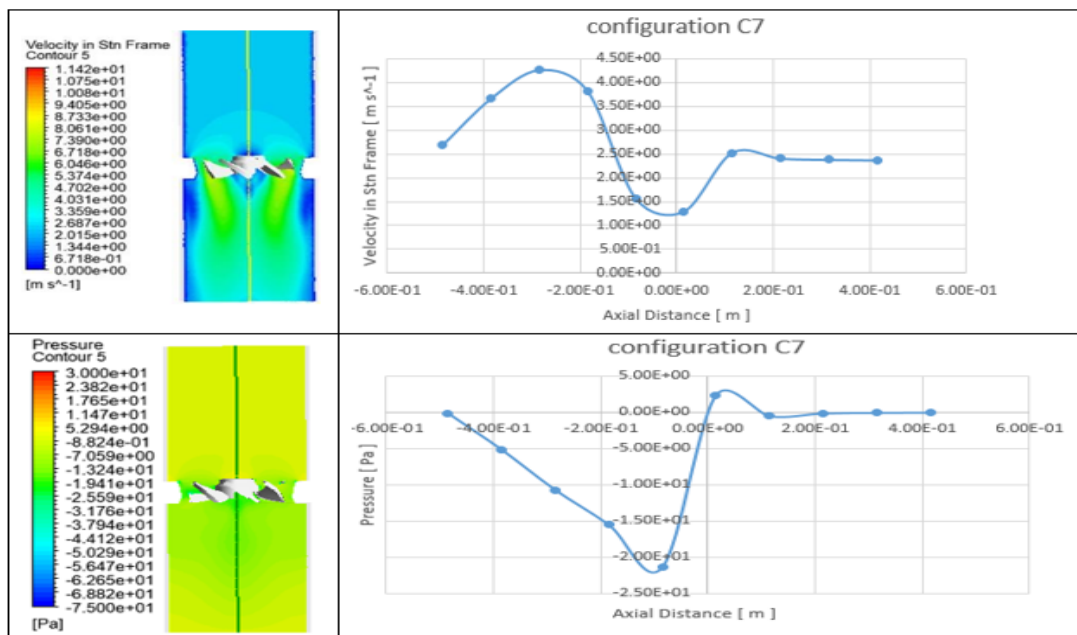 Velocity in Stn Frame
Contour 5
1.142e+01
1.075e+01
1.008e+01
9.405e+00
8.733e+00
8.061e+00
7.390e+00
6.718e+00
6.046e+00
5.374e+00
4.702e+00
4.031e+00
3.359e+00
2.687e+00
2.015e+00
1.344e+00
6.718e-01
0.000e+00
[m s^-1]
configuration C7
Velocity in Stn Frame [ m s^-1 ]
4.50E+00
4.00E+00
3.50E+00
3.00E+00
2.50E+00
2.00E+00
1.50E+00
1.00E+00
5.00E-01
0.00E+00
-6.00E-01 -4.00E-01 -2.00E-01 0.00E+00 2.00E-01 4.00E-01 6.00E-01
Axial Distance [ m ]
Pressure
Contour 5
3.000e+01
2.382e+01
1.765e+01
1.147e+01
5.294e+00
-8.824e-01
-7.059e+00
-1.324e+01
-1.941e+01
-2.559e+01
-3.176e+01
-3.794e+01
-4.412e+01
-5.029e+01
-5.647e+01
-6.265e+01
-6.882e+01
-7.500e+01
[Pa]
configuration C7
Pressure [ Pa ]
5.00E+00
0.00E+00
-5.00E+00
-1.00E+01
-1.50E+01
-2.00E+01
-2.50E+01
-6.00E-01 -4.00E-01 -2.00E-01 0.00E+00 2.00E-01 4.00E-01 6.00E-01
Axial Distance [ m ]